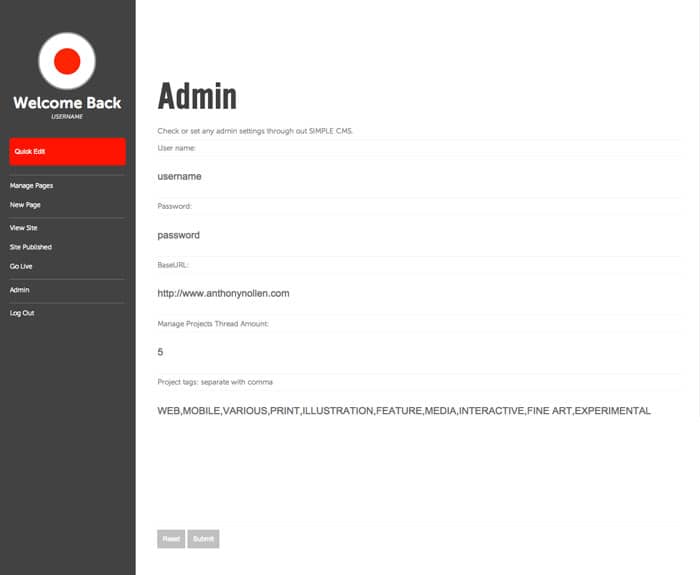 Welcome Back
USERNAME
Quick Edit
Manage Pages
New Page
View Site
Site Published
Go Live
Admin
Log Out
Admin
Check or set any admin settings through out SIMPLE CMS.
User name:
username
Password:
password
BaseURL:
http://www.anthonynollen.com
Manage Projects Thread Amount:
5
Project tags: separate with comma
WEB,MOBILE,VARIOUS,PRINT,ILLUSTRATION,FEATURE,MEDIA,INTERACTIVE,FINE ART,EXPERIMENTAL
Reset Submit